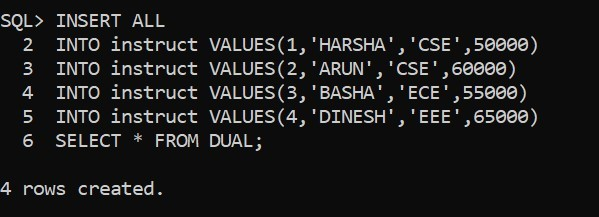 SQL> INSERT ALL
2 INTO instruct VALUES(1,'HARSHA','CSE',50000)
3 INTO instruct VALUES(2,'ARUN','CSE',60000)
4 INTO instruct VALUES(3,'BASHA','ECE',55000)
5 INTO instruct VALUES(4,'DINESH','EEE',65000)
6 SELECT * FROM DUAL;
4 rows created.